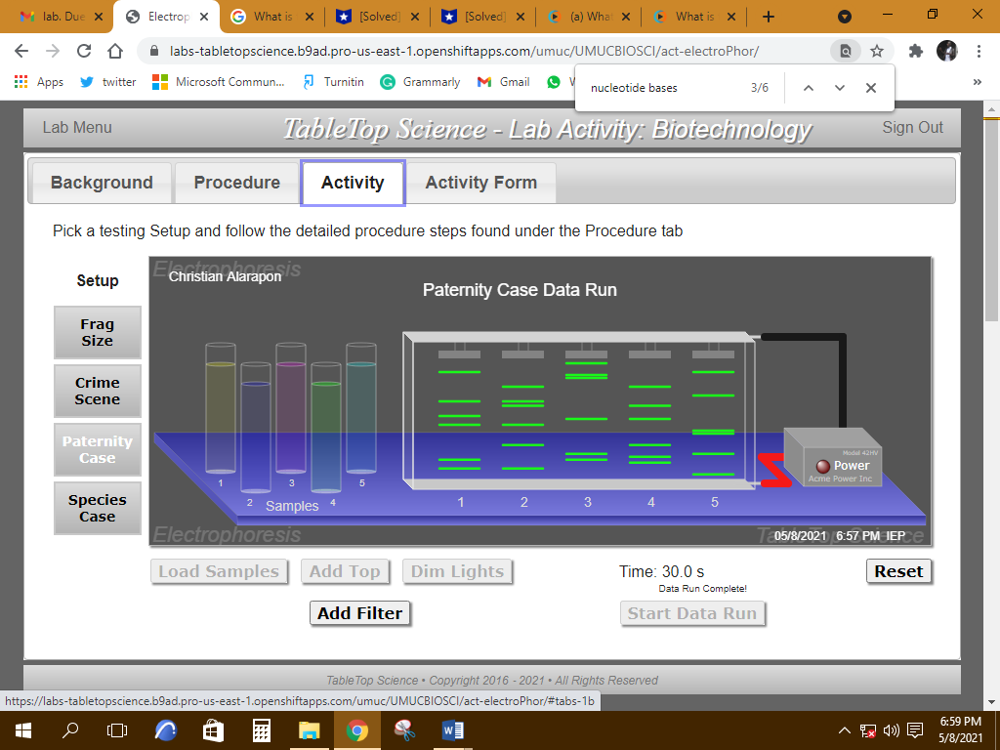 lab. Due
Electrop
What is
[Solved]
[Solved]
(a) Wha
What is
labs-tabletopscience.b9ad.pro-us-east-1.openshiftapps.com/umuc/UMUCBIOSCI/act-electroPhor/
Apps
twitter
Microsoft Commun...
Turnitin
Grammarly
Gmail
nucleotide bases 3/6
Lab Menu
TableTop Science - Lab Activity: Biotechnology
Sign Out
Background
Procedure
Activity
Activity Form
Pick a testing Setup and follow the detailed procedure steps found under the Procedure tab
Setup
Frag
Size
Crime
Scene
Paternity
Case
Species
Case
Electrophoresis
Christian Alarapon
Paternity Case Data Run
1
2
3
4
5
Samples
1 2 3 4 5
Model 42HV
Power
Acme Power Inc
Electrophoresis
TableTop Science
05/8/2021 6:57 PM IEP
Load Samples
Add Top
Dim Lights
Time: 30.0 s
Data Run Complete!
Reset
Add Filter
Start Data Run
TableTop Science • Copyright 2016 - 2021 • All Rights Reserved
https://labs-tabletopscience.b9ad.pro-us-east-1.openshiftapps.com/umuc/UMUCBIOSCI/act-electroPhor/#tabs-1b
6:59 PM
5/8/2021